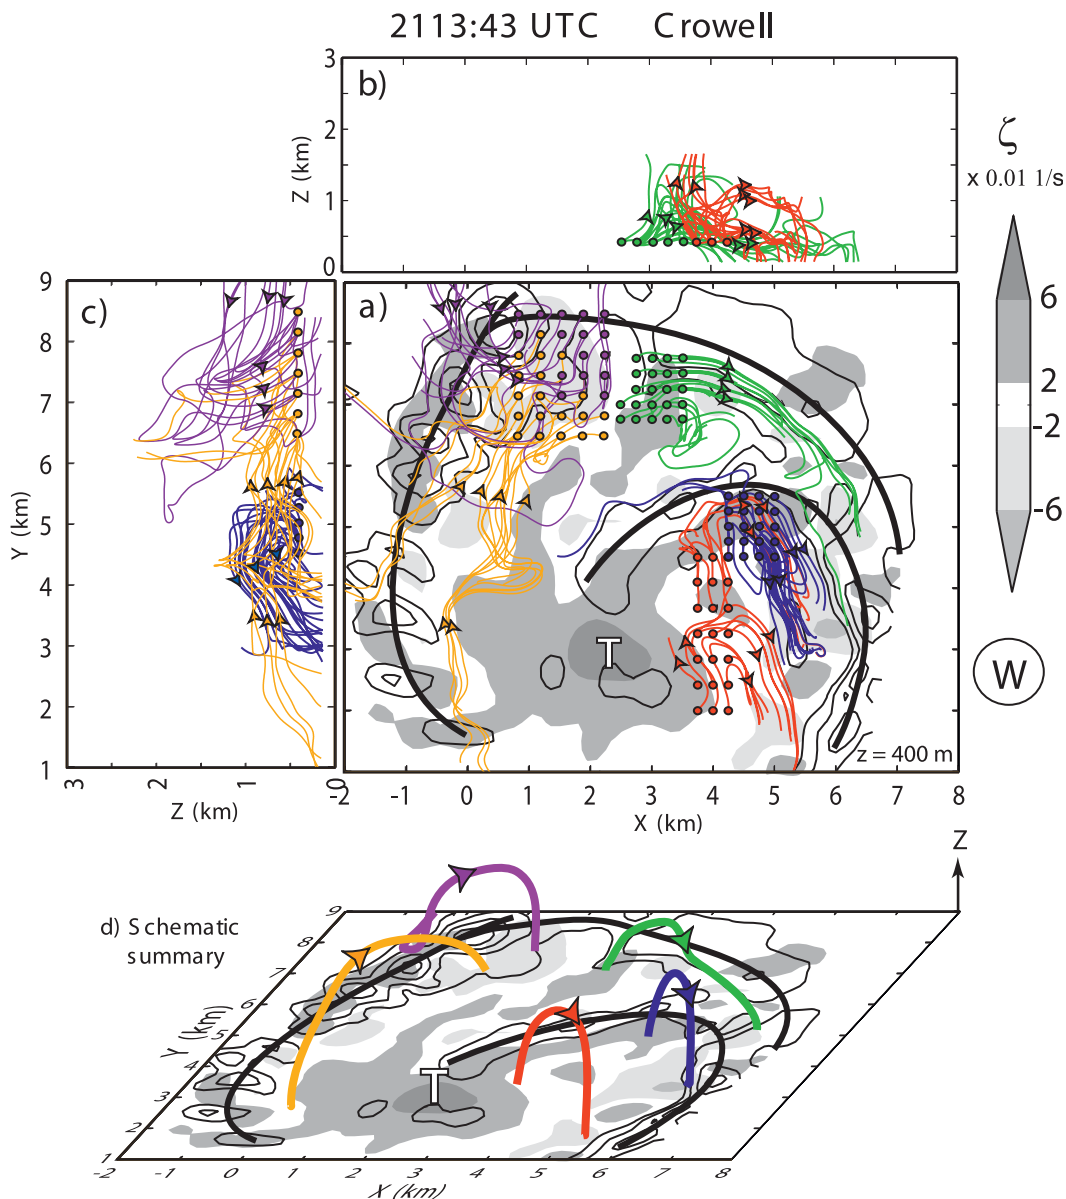 2113:43 UTC Crowell
b)
3
2
1
0
Z (km)
ζ
x 0.01 1/s
6
2
-2
-6
W
c)
9
8
7
6
5
4
3
2
1
Y (km)
3
2
1
0
Z (km)
a)
T
z = 400 m
-2 -1 0 1 2 3 4 5 6 7 8
X (km)
Z
d) Schematic
summary
9
8
7
6
5
4
3
2
1
Y (km)
T
-2 -1 0 1 2 3 4 5 6 7 8
X (km)